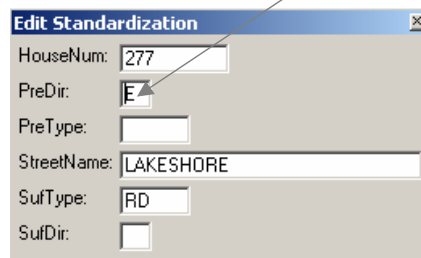 Edit Standardization
HouseNum: 277
PreDir: E
PreType:
StreetName: LAKESHORE
SufType: RD
SufDir: